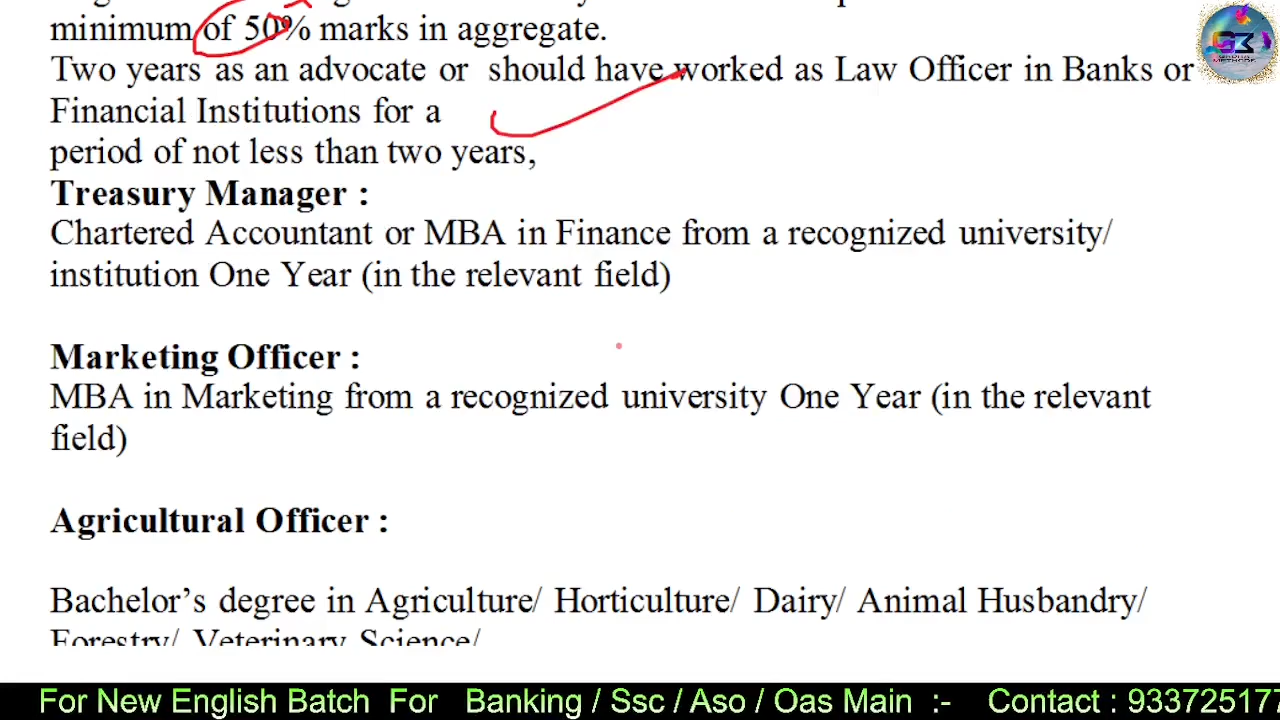 minimum of 50% marks in aggregate.
Two years as an advocate or should have worked as Law Officer in Banks or
Financial Institutions for a
period of not less than two years,
Treasury Manager :
Chartered Accountant or MBA in Finance from a recognized university/
institution One Year (in the relevant field)
Marketing Officer :
MBA in Marketing from a recognized university One Year (in the relevant
field)
Agricultural Officer :
Bachelor’s degree in Agriculture/ Horticulture/ Dairy/ Animal Husbandry/
Forestry/ Veterinary Science/
For New English Batch For Banking / Ssc / Aso / Oas Main :- Contact : 933725177